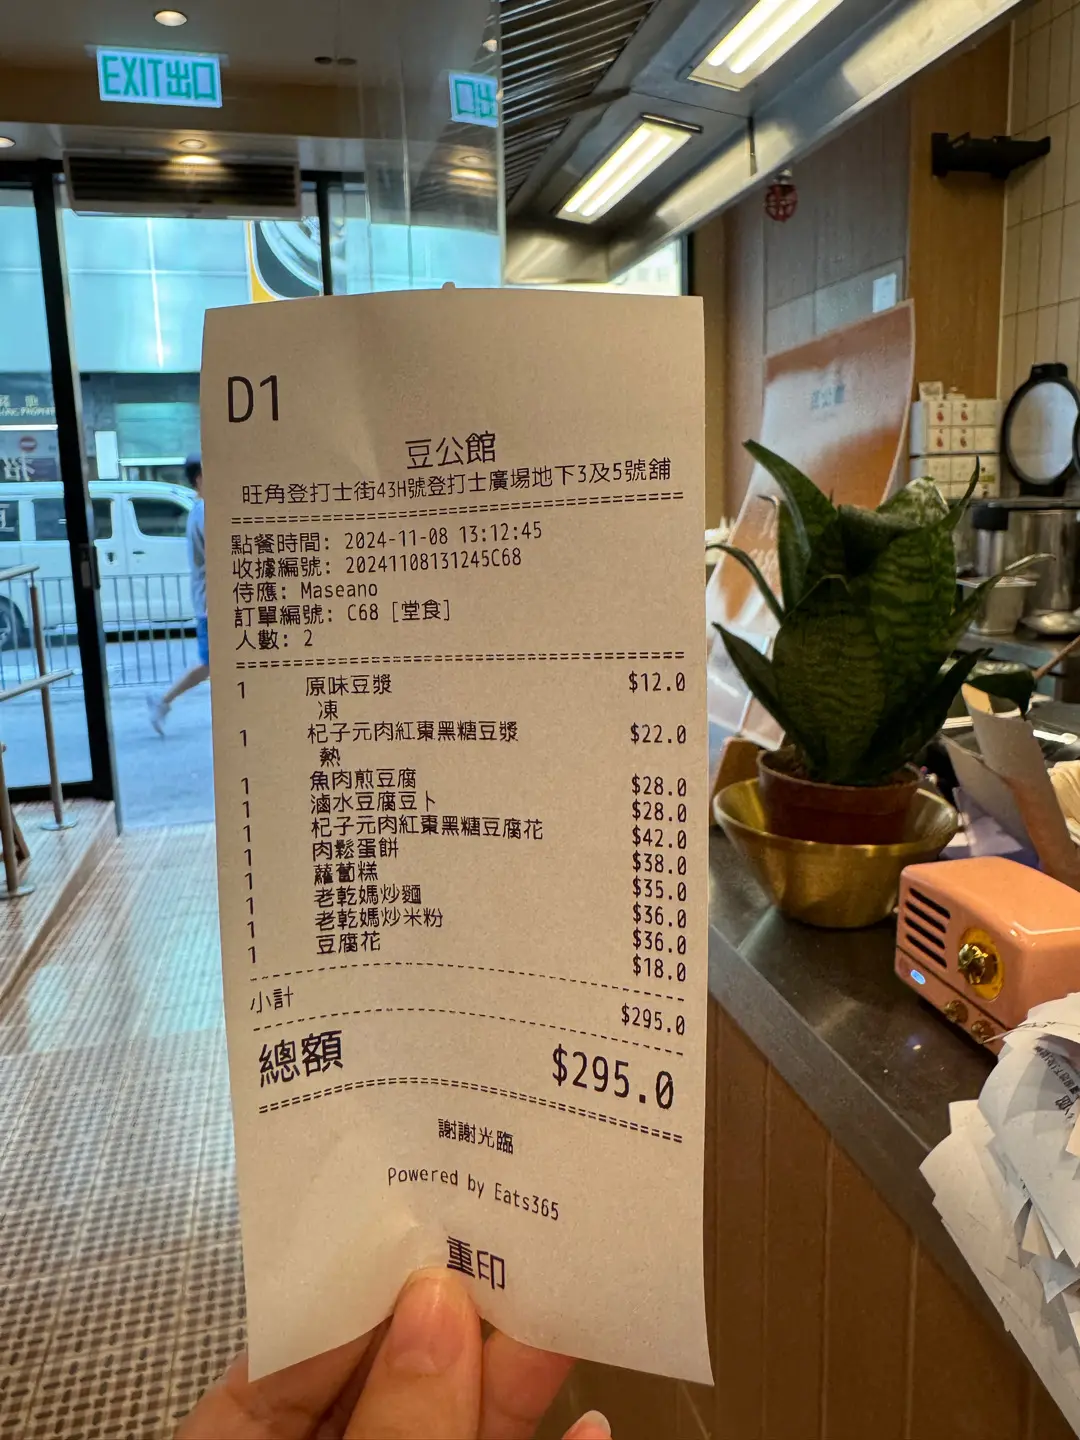 EXIT出口
出口
D1
豆公館
旺角登打士街43H號登打士廣場地下3及5號舖
點餐時間: 2024-11-08 13:12:45
收據編號: 20241108131245C68
侍應: Maseano
訂單編號: C68 [堂食]
人數: 2
1 原味豆漿 $12.0
凍
1 杞子元肉紅棗黑糖豆漿 $22.0
熱
1 魚肉煎豆腐 $28.0
1 滷水豆腐豆卜 $28.0
1 杞子元肉紅棗黑糖豆腐花 $42.0
1 肉鬆蛋餅 $38.0
1 蘿蔔糕 $35.0
1 老乾媽炒麵 $36.0
1 老乾媽炒米粉 $36.0
1 豆腐花 $18.0
小計 $295.0
總額 $295.0
謝謝光臨
Powered by Eats365
重印